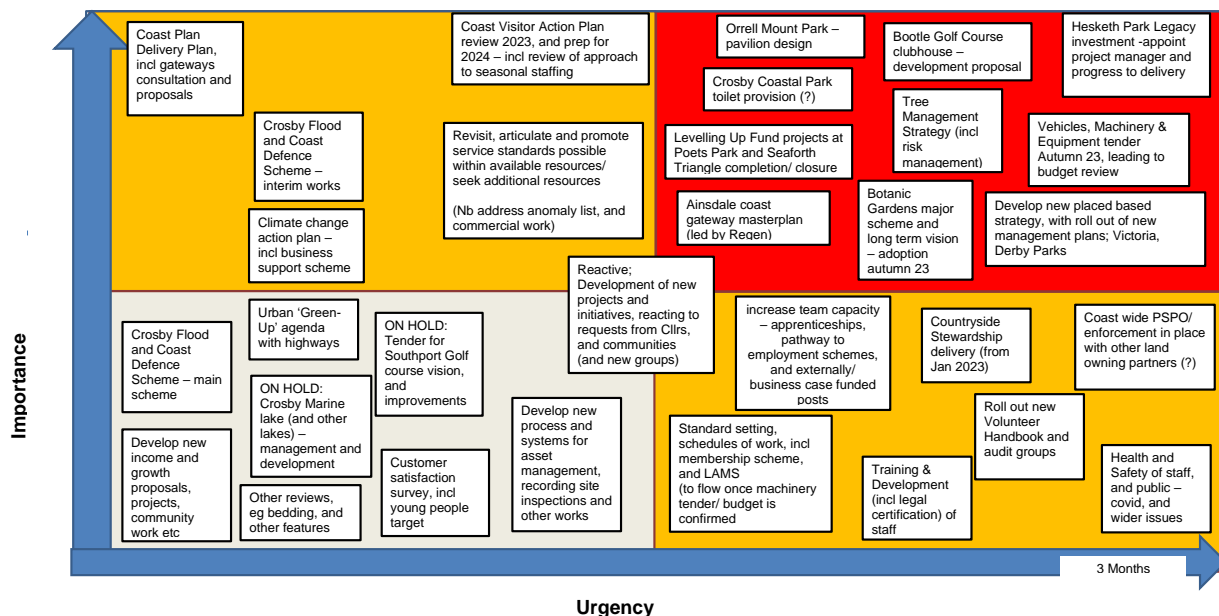 Coast Plan
Delivery Plan,
incl gateways
consultation and
proposals
Coast Visitor Action Plan
review 2023, and prep for
2024 – incl review of approach
to seasonal staffing
Crosby Flood
and Coast
Defence
Scheme –
interim works
Revisit, articulate and promote
service standards possible
within available resources/
seek additional resources
(Nb address anomaly list, and
commercial work)
Climate change
action plan –
incl business
support scheme
Orrell Mount Park –
pavilion design
Bootle Golf Course
clubhouse –
development proposal
Hesketh Park Legacy
investment -appoint
project manager and
progress to delivery
Crosby Coastal Park
toilet provision (?)
Tree
Management
Strategy (incl
risk
management)
Levelling Up Fund projects at
Poets Park and Seaforth
Triangle completion/ closure
Vehicles, Machinery &
Equipment tender
Autumn 23, leading to
budget review
Ainsdale coast
gateway masterplan
(led by Regen)
Botanic
Gardens major
scheme and
long term vision
– adoption
autumn 23
Develop new placed based
strategy, with roll out of new
management plans; Victoria,
Derby Parks
Reactive;
Development of new
projects and
initiatives, reacting to
requests from Cllrs,
and communities
(and new groups)
Crosby Flood
and Coast
Defence
Scheme – main
scheme
Urban ‘Green-
Up’ agenda
with highways
ON HOLD:
Tender for
Southport Golf
course vision,
and
improvements
ON HOLD:
Crosby Marine
lake (and other
lakes) –
management and
development
Develop new
income and
growth
proposals,
projects,
community
work etc
Other reviews,
eg bedding, and
other features
Customer
satisfaction
survey, incl
young people
target
Develop new
process and
systems for
asset
management,
recording site
inspections and
other works
increase team capacity
– apprenticeships,
pathway to
employment schemes,
and externally/
business case funded
posts
Countryside
Stewardship
delivery (from
Jan 2023)
Coast wide PSPO/
enforcement in place
with other land
owning partners (?)
Standard setting,
schedules of work, incl
membership scheme,
and LAMS
(to flow once machinery
tender/ budget is
confirmed
Training &
Development
(incl legal
certification) of
staff
Roll out new
Volunteer
Handbook and
audit groups
Health and
Safety of staff,
and public –
covid, and
wider issues
Importance
3 Months
Urgency